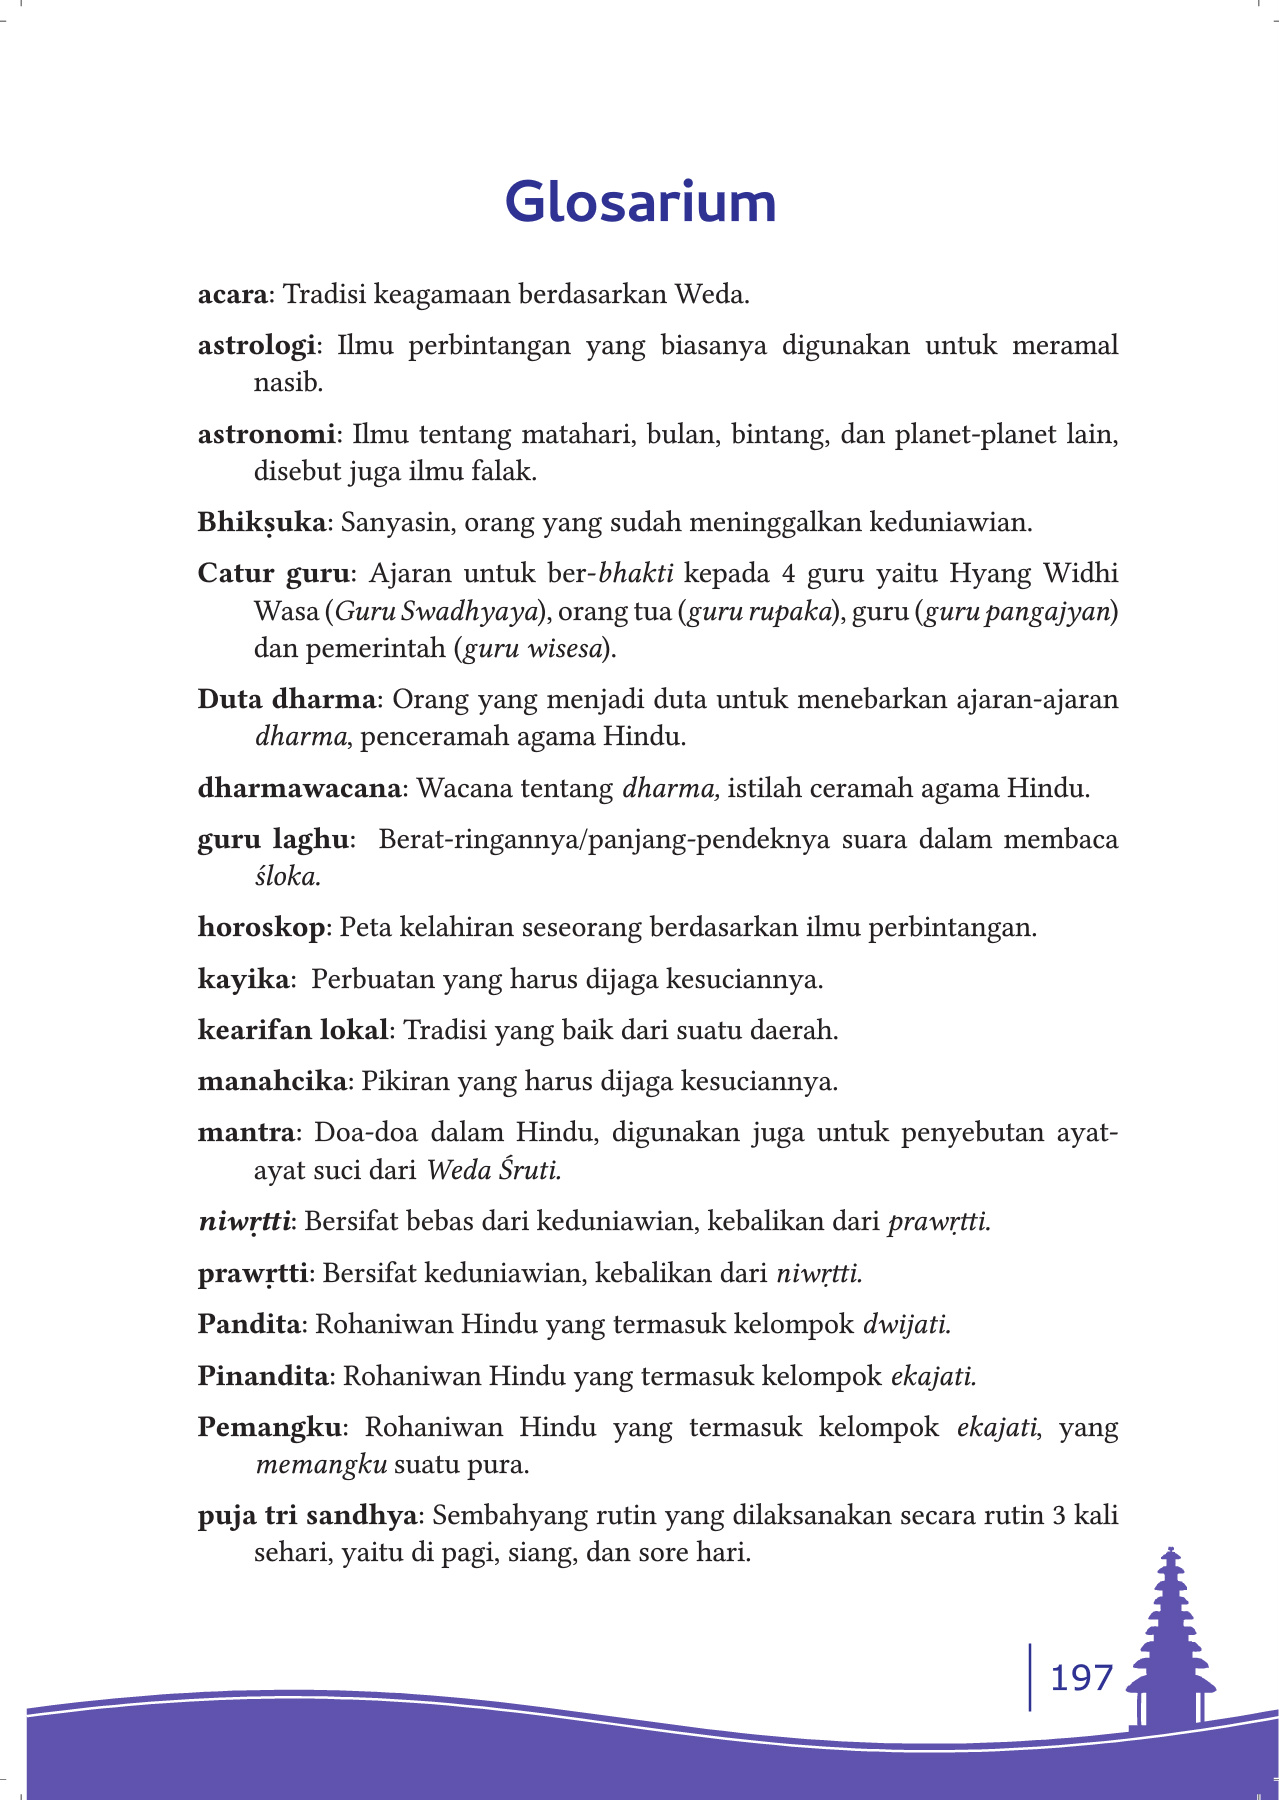 Glosarium
acara: Tradisi keagamaan berdasarkan Weda.
astrologi: Ilmu perbintangan yang biasanya digunakan untuk meramal
nasib.
astronomi: Ilmu tentang matahari, bulan, bintang, dan planet-planet lain,
disebut juga ilmu falak.
Bhikṣuka: Sanyasin, orang yang sudah meninggalkan keduniawian.
Catur guru: Ajaran untuk ber-bhakti kepada 4 guru yaitu Hyang Widhi
Wasa (Guru Swadhyaya), orang tua (guru rupaka), guru (guru pangajyan)
dan pemerintah (guru wisesa).
Duta dharma: Orang yang menjadi duta untuk menebarkan ajaran-ajaran
dharma, penceramah agama Hindu.
dharmawacana: Wacana tentang dharma, istilah ceramah agama Hindu.
guru laghu: Berat-ringannya/panjang-pendeknya suara dalam membaca
śloka.
horoskop: Peta kelahiran seseorang berdasarkan ilmu perbintangan.
kayika: Perbuatan yang harus dijaga kesuciannya.
kearifan lokal: Tradisi yang baik dari suatu daerah.
manahcika: Pikiran yang harus dijaga kesuciannya.
mantra: Doa-doa dalam Hindu, digunakan juga untuk penyebutan ayat-
ayat suci dari Weda Śruti.
niwṛtti: Bersifat bebas dari keduniawian, kebalikan dari prawṛtti.
prawṛtti: Bersifat keduniawian, kebalikan dari niwṛtti.
Pandita: Rohaniwan Hindu yang termasuk kelompok dwijati.
Pinandita: Rohaniwan Hindu yang termasuk kelompok ekajati.
Pemangku: Rohaniwan Hindu yang termasuk kelompok ekajati, yang
memangku suatu pura.
puja tri sandhya: Sembahyang rutin yang dilaksanakan secara rutin 3 kali
sehari, yaitu di pagi, siang, dan sore hari.
197